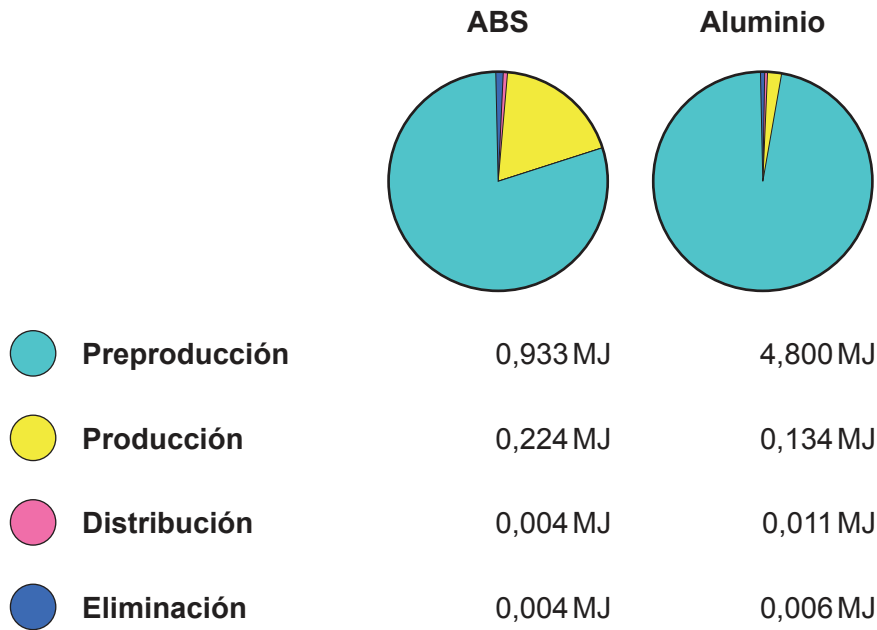 ABS Aluminio
Preproducción 0,933 MJ 4,800 MJ
Producción 0,224 MJ 0,134 MJ
Distribución 0,004 MJ 0,011 MJ
Eliminación 0,004 MJ 0,006 MJ